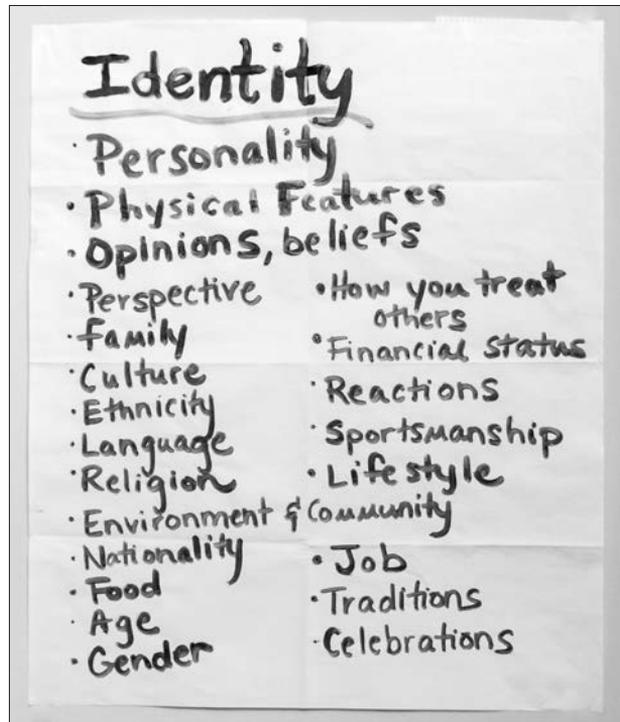 Identity
· Personality
· Physical Features
· Opinions, beliefs
· Perspective
· family
· Culture
· Ethnicity
· Language
· Religion
· Environment & Community
· Nationality
· Food
· Age
· Gender
· How you treat
others
· Financial status
· Reactions
· Sportsmanship
· Lifestyle
· Job
· Traditions
· Celebrations